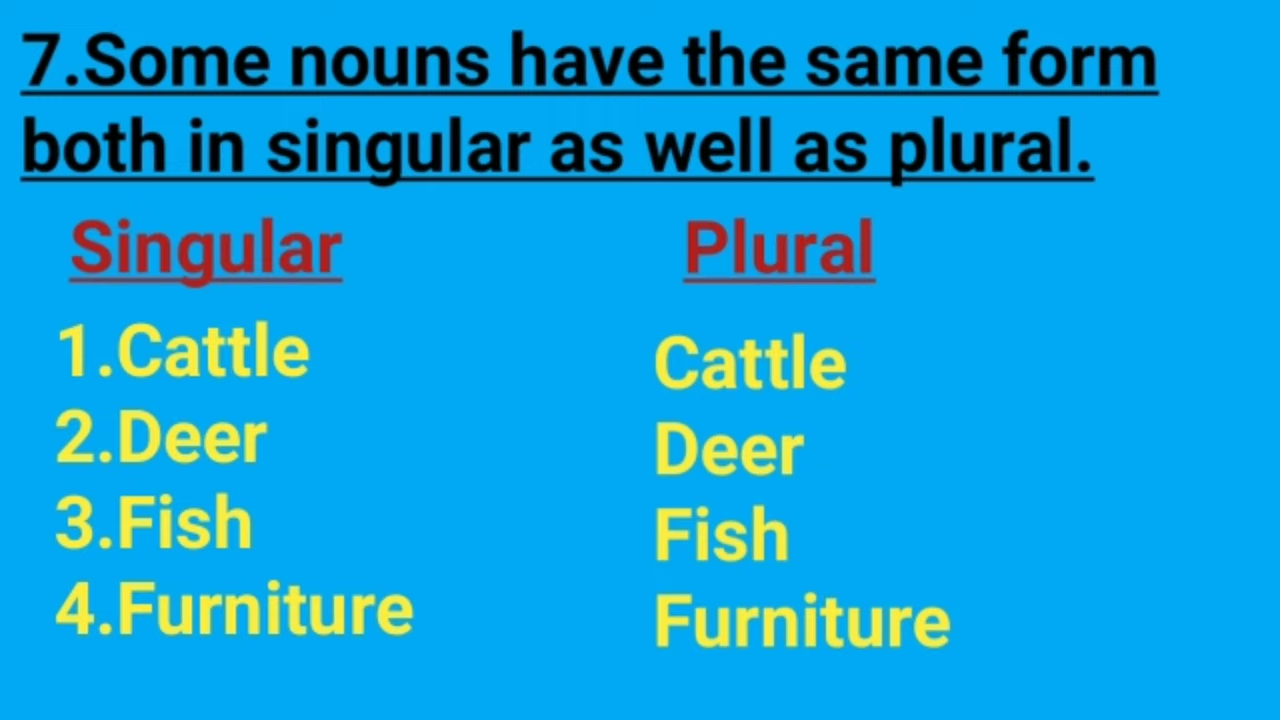 7.Some nouns have the same form
both in singular as well as plural.
Singular Plural
1.Cattle Cattle
2.Deer Deer
3.Fish Fish
4.Furniture Furniture